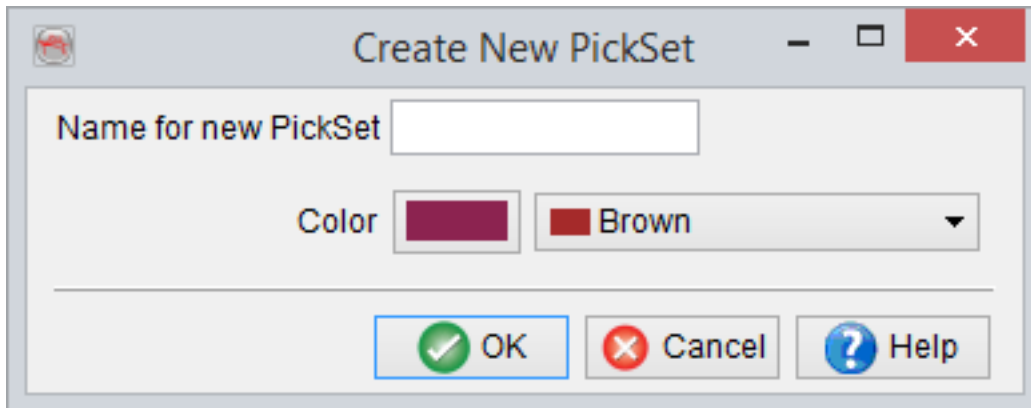 Create New PickSet
Name for new PickSet
Color Brown
OK Cancel Help